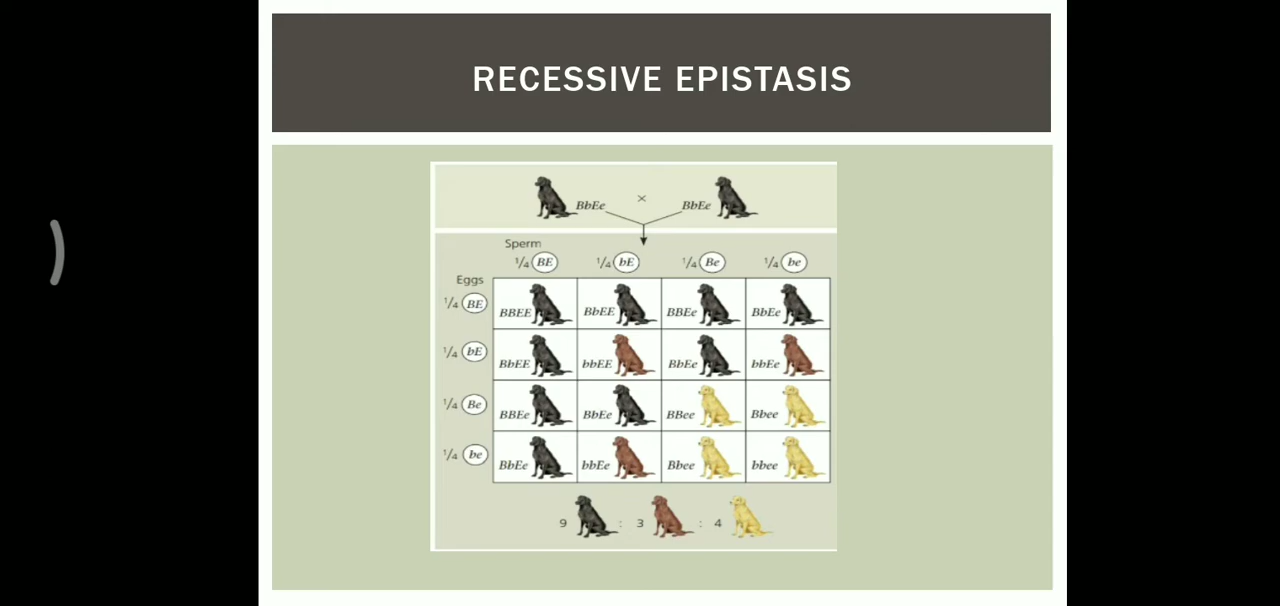 RECESSIVE EPISTASIS
BbEe × BbEe
Sperm
1/4 BE 1/4 bE 1/4 Be 1/4 be
Eggs
1/4 BE BBEE BbEE BBEe BbEe
1/4 bE BbEE bbEE BbEe bbEe
1/4 Be BBEe BbEe BBee Bbee
1/4 be BbEe bbEe Bbee bbee
9 : 3 : 4